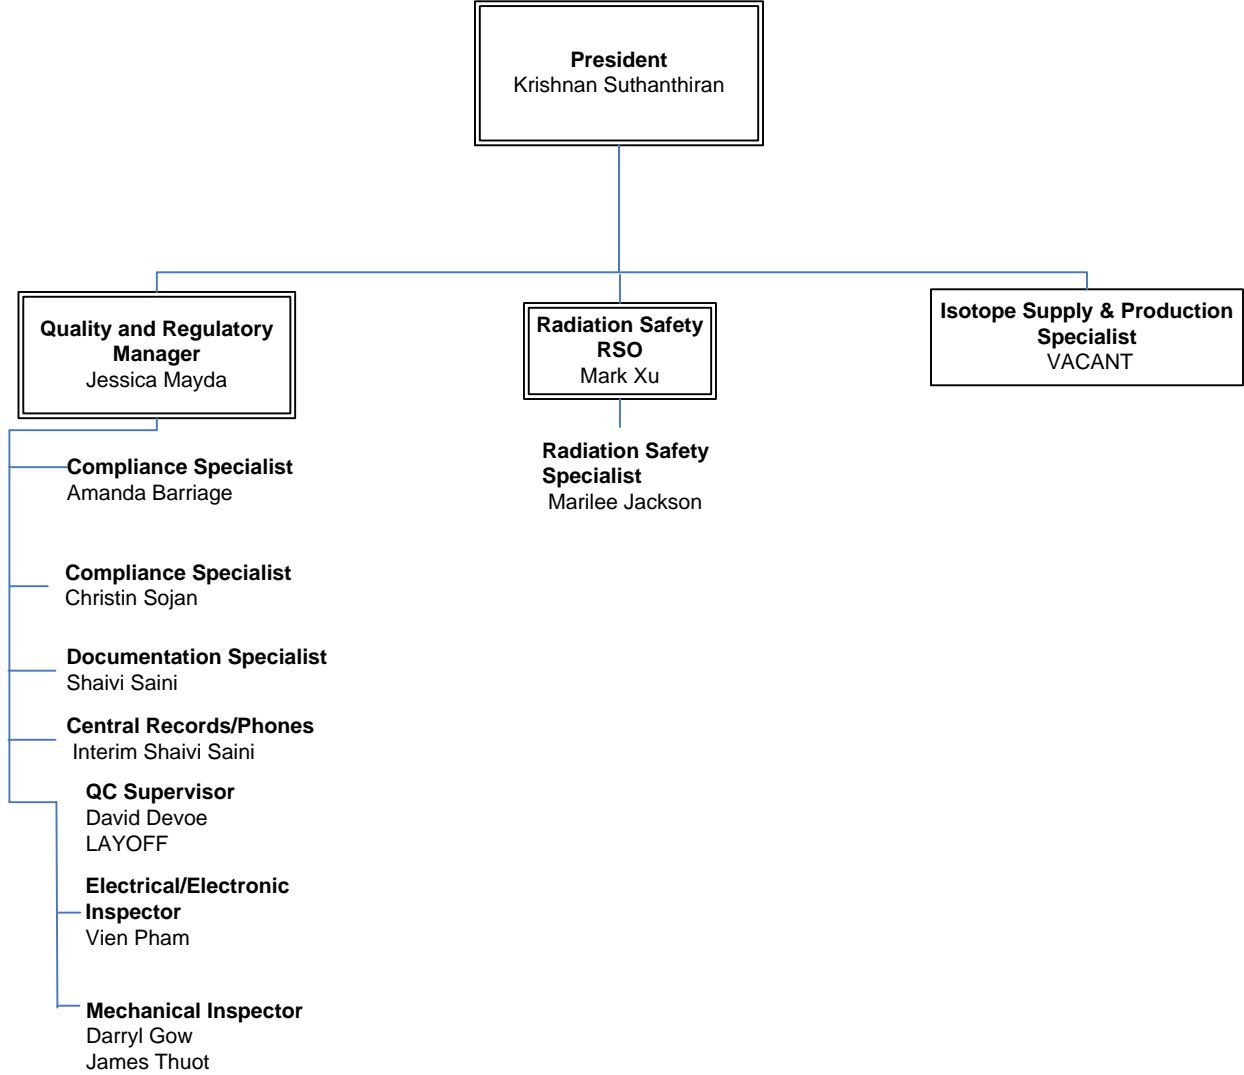 President
Krishnan Suthanthiran
Quality and Regulatory
Manager
Jessica Mayda
Radiation Safety
RSO
Mark Xu
Isotope Supply & Production
Specialist
VACANT
Compliance Specialist
Amanda Barriage
Compliance Specialist
Christin Sojan
Documentation Specialist
Shaivi Saini
Central Records/Phones
Interim Shaivi Saini
QC Supervisor
David Devoe
LAYOFF
Electrical/Electronic
Inspector
Vien Pham
Mechanical Inspector
Darryl Gow
James Thuot
Radiation Safety
Specialist
Marilee Jackson